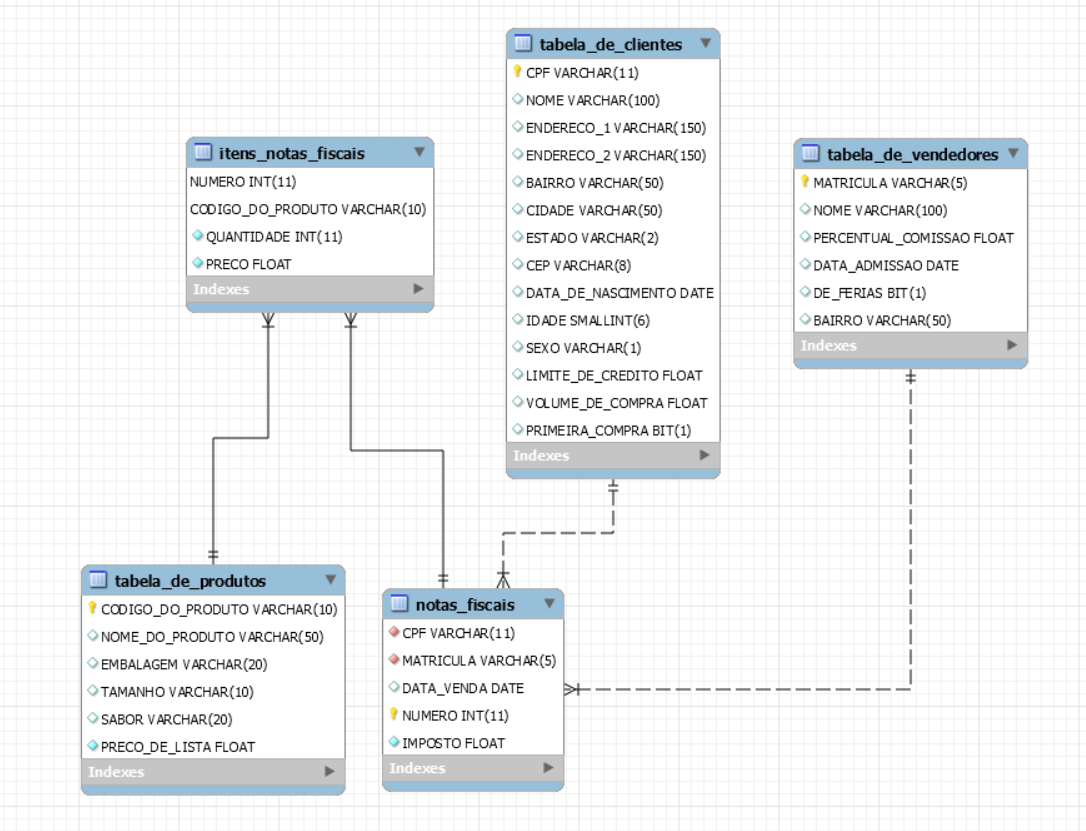 tabela_de_clientes
CPF VARCHAR(11)
NOME VARCHAR(100)
ENDERECO_1 VARCHAR(150)
ENDERECO_2 VARCHAR(150)
BAIRRO VARCHAR(50)
CIDADE VARCHAR(50)
ESTADO VARCHAR(2)
CEP VARCHAR(8)
DATA_DE_NASCIMENTO DATE
IDADE SMALLINT(6)
SEXO VARCHAR(1)
LIMITE_DE_CREDITO FLOAT
VOLUME_DE_COMPRA FLOAT
PRIMEIRA_COMPRA BIT(1)
Indexes
itens_notas_fiscais
NUMERO INT(11)
CODIGO_DO_PRODUTO VARCHAR(10)
QUANTIDADE INT(11)
PRECO FLOAT
Indexes
tabela_de_vendedores
MATRICULA VARCHAR(5)
NOME VARCHAR(100)
PERCENTUAL_COMISSAO FLOAT
DATA_ADMISSAO DATE
DE_FERIAS BIT(1)
BAIRRO VARCHAR(50)
Indexes
tabela_de_produtos
CODIGO_DO_PRODUTO VARCHAR(10)
NOME_DO_PRODUTO VARCHAR(50)
EMBALAGEM VARCHAR(20)
TAMANHO VARCHAR(10)
SABOR VARCHAR(20)
PRECO_DE_LISTA FLOAT
Indexes
notas_fiscais
CPF VARCHAR(11)
MATRICULA VARCHAR(5)
DATA_VENDA DATE
NUMERO INT(11)
IMPOSTO FLOAT
Indexes